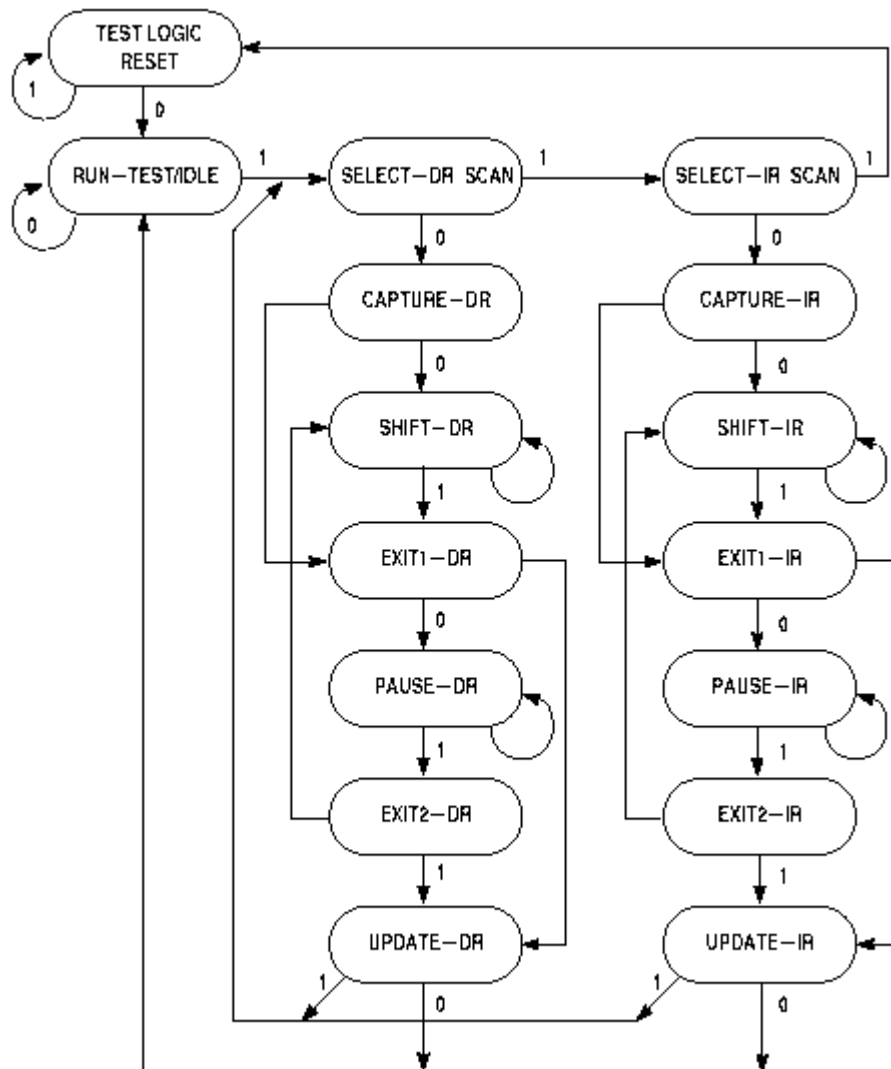 TEST LOGIC
RESET
1
0
RUN-TEST/IDLE
1
SELECT-DR SCAN
1
SELECT-IR SCAN
1
0
0
0
CAPTURE-DR
CAPTURE-IR
0
0
SHIFT-DR
SHIFT-IR
1
1
EXIT1-DR
EXIT1-IR
0
0
PAUSE-DR
PAUSE-IR
1
1
EXIT2-DR
EXIT2-IR
1
1
UPDATE-DR
UPDATE-IR
1
1
0
0